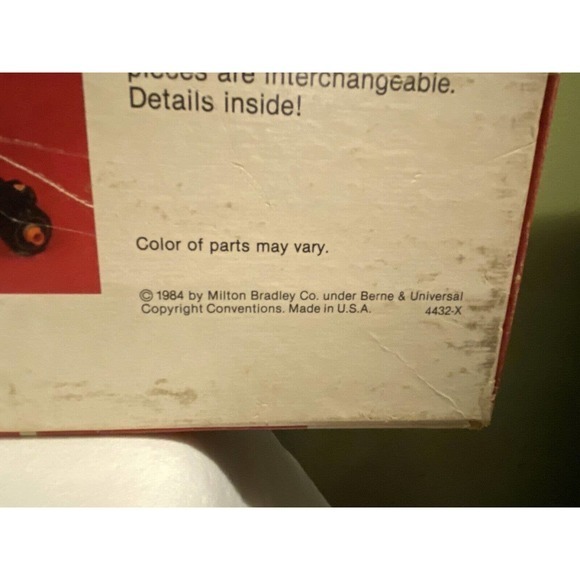 pieces are interchangeable.
Details inside!
Color of parts may vary.
© 1984 by Milton Bradley Co. under Berne & Universal
Copyright Conventions. Made in U.S.A. 4432-X